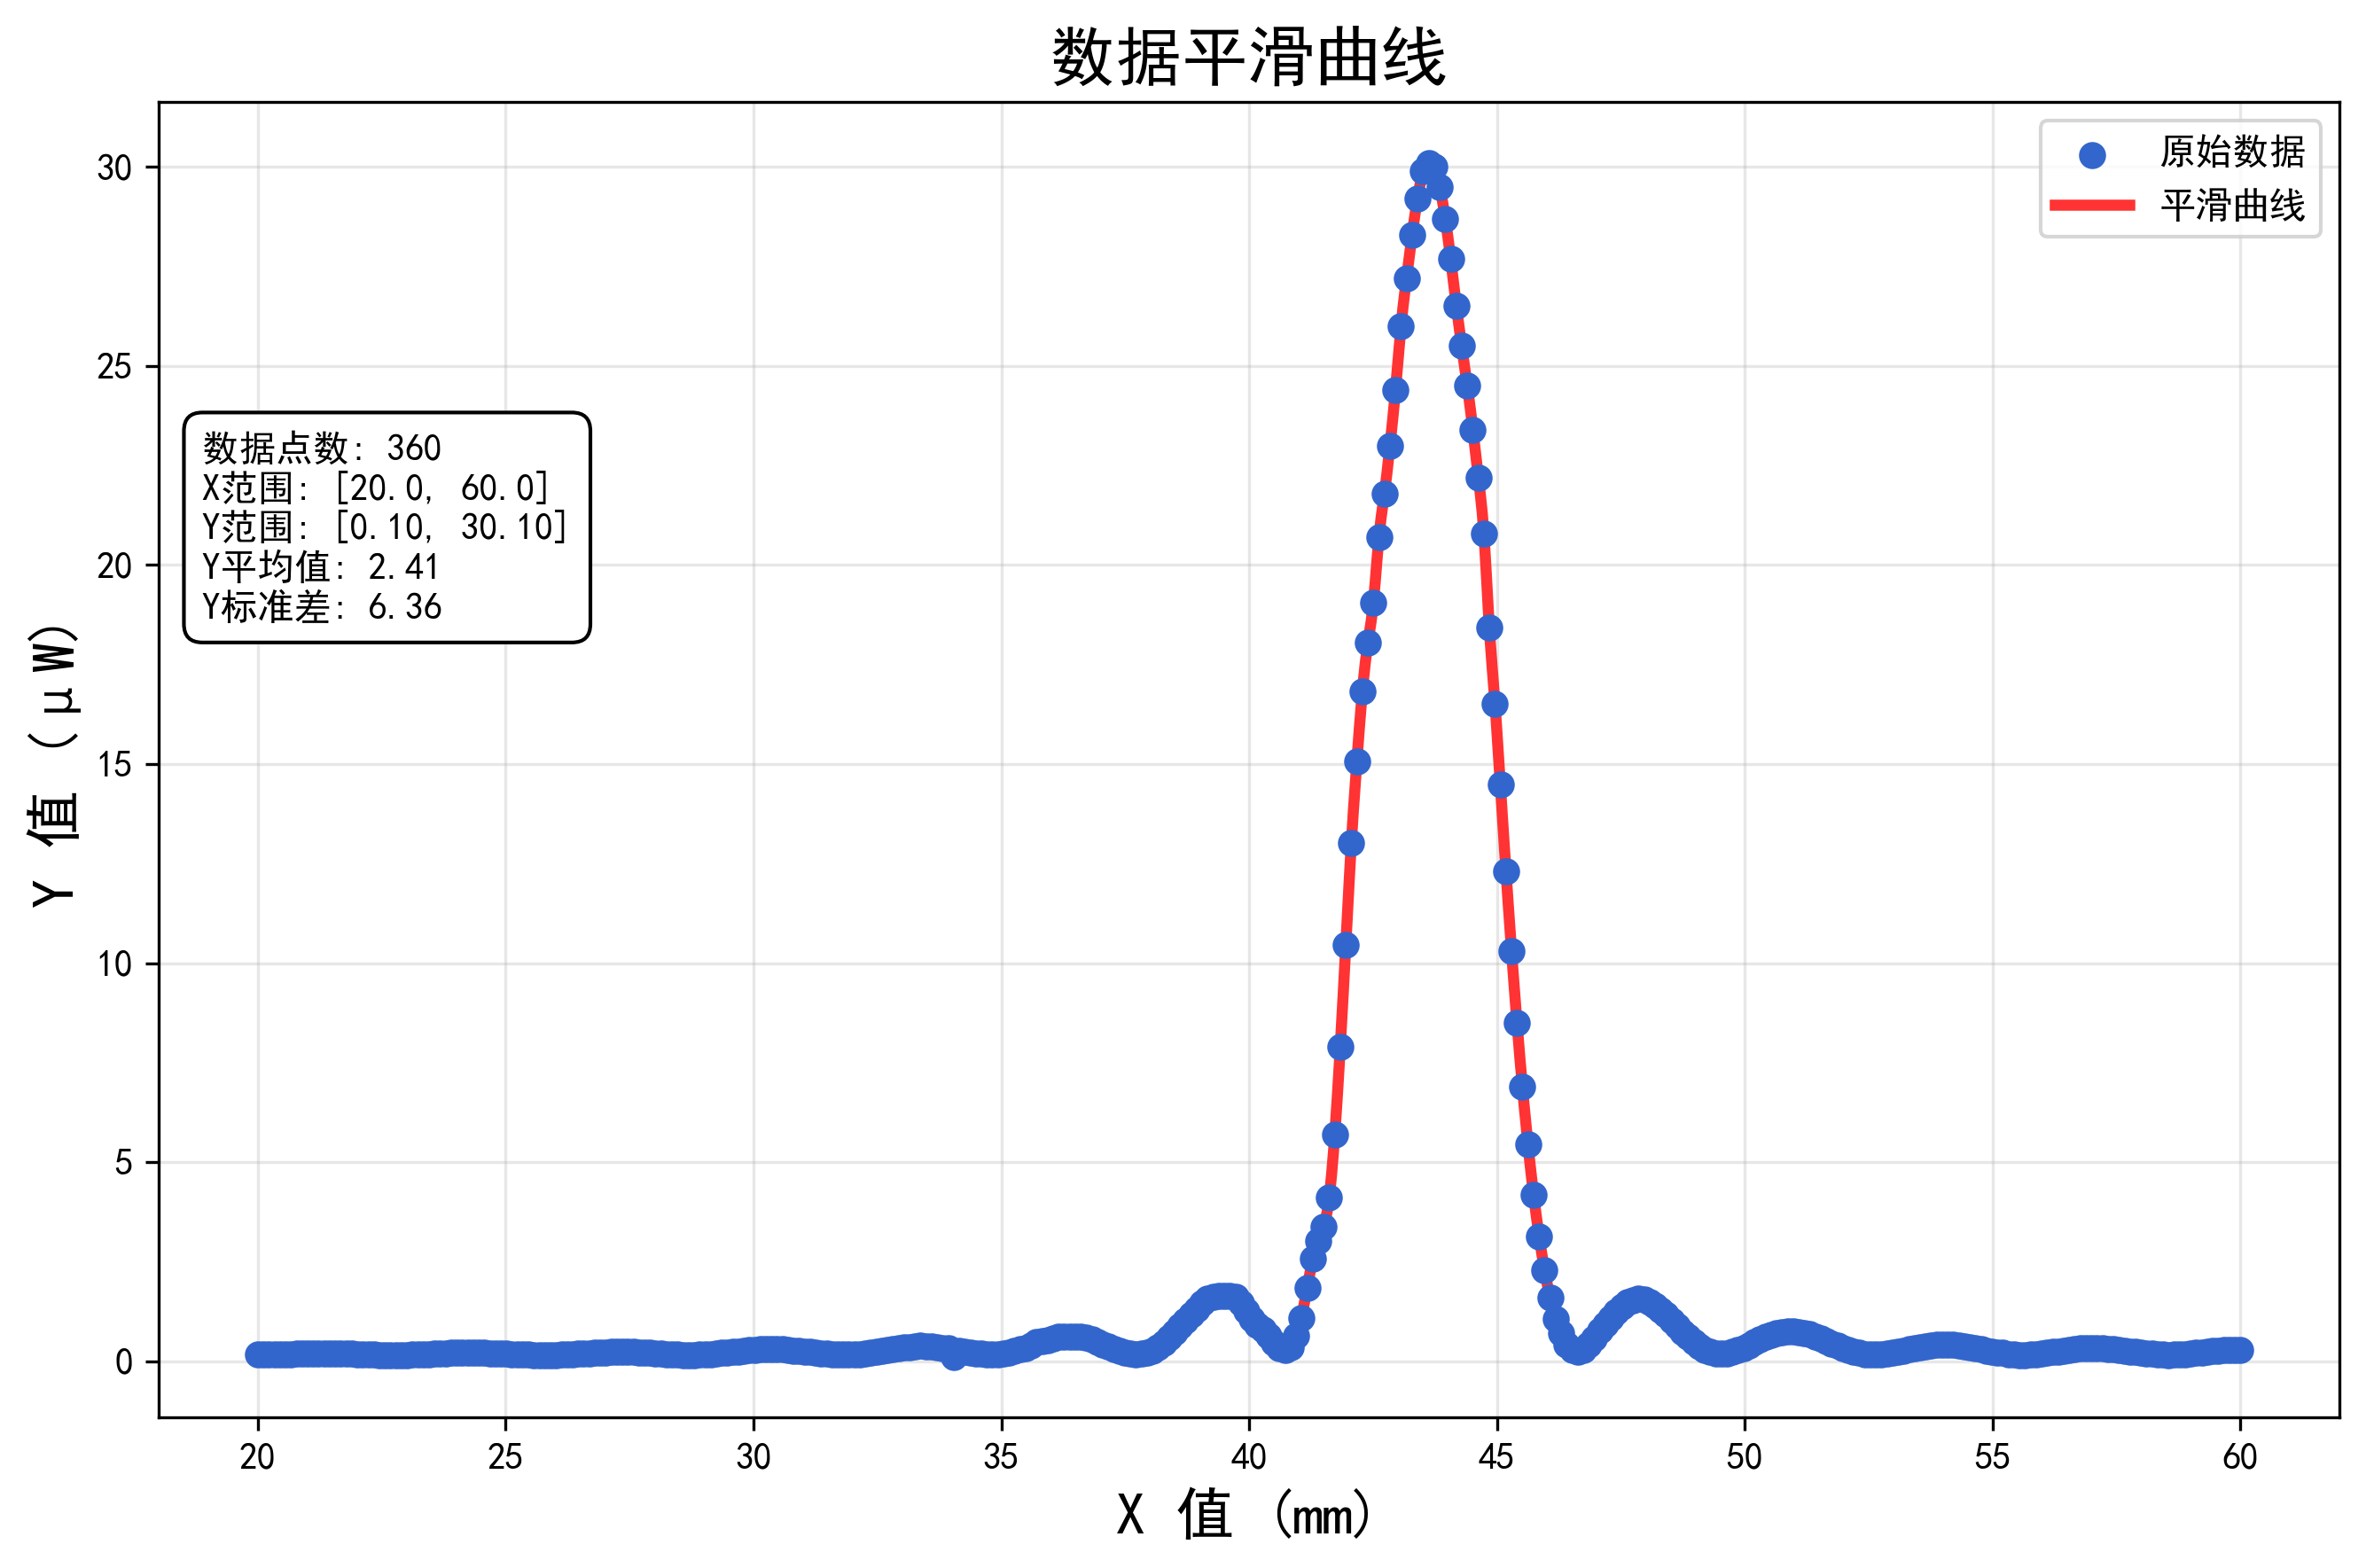 数据平滑曲线
原始数据
平滑曲线
数据点数: 360
X范围: [20.0, 60.0]
Y范围: [0.10, 30.10]
Y平均值: 2.41
Y标准差: 6.36
Y 值 (μW)
30
25
20
15
10
5
0
20 25 30 35 40 45 50 55 60
X 值 (mm)